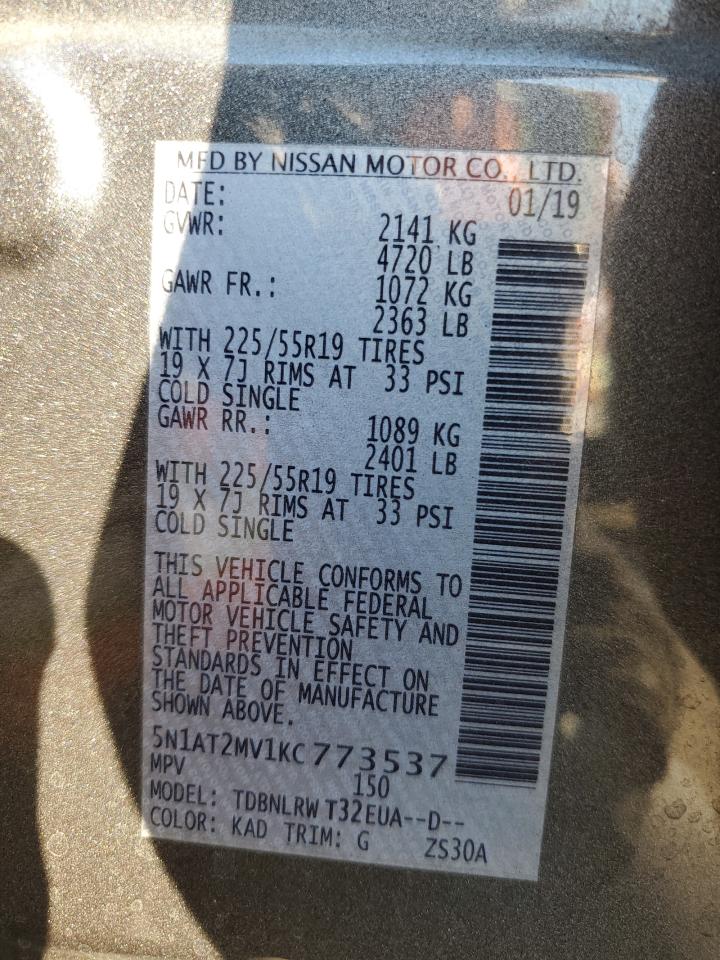 MFD BY NISSAN MOTOR CO., LTD.
DATE: 01/19
GVWR: 2141 KG
4720 LB
GAWR FR.: 1072 KG
2363 LB
WITH 225/55R19 TIRES
19 X 7J RIMS AT 33 PSI
COLD SINGLE
GAWR RR.: 1089 KG
2401 LB
WITH 225/55R19 TIRES
19 X 7J RIMS AT 33 PSI
COLD SINGLE
THIS VEHICLE CONFORMS TO
ALL APPLICABLE FEDERAL
MOTOR VEHICLE SAFETY AND
THEFT PREVENTION
STANDARDS IN EFFECT ON
THE DATE OF MANUFACTURE
SHOWN ABOVE.
5N1AT2MV1KC773537
MPV 150
MODEL: TDBNLRW T32EUA--D--
COLOR: KAD TRIM: G ZS30A